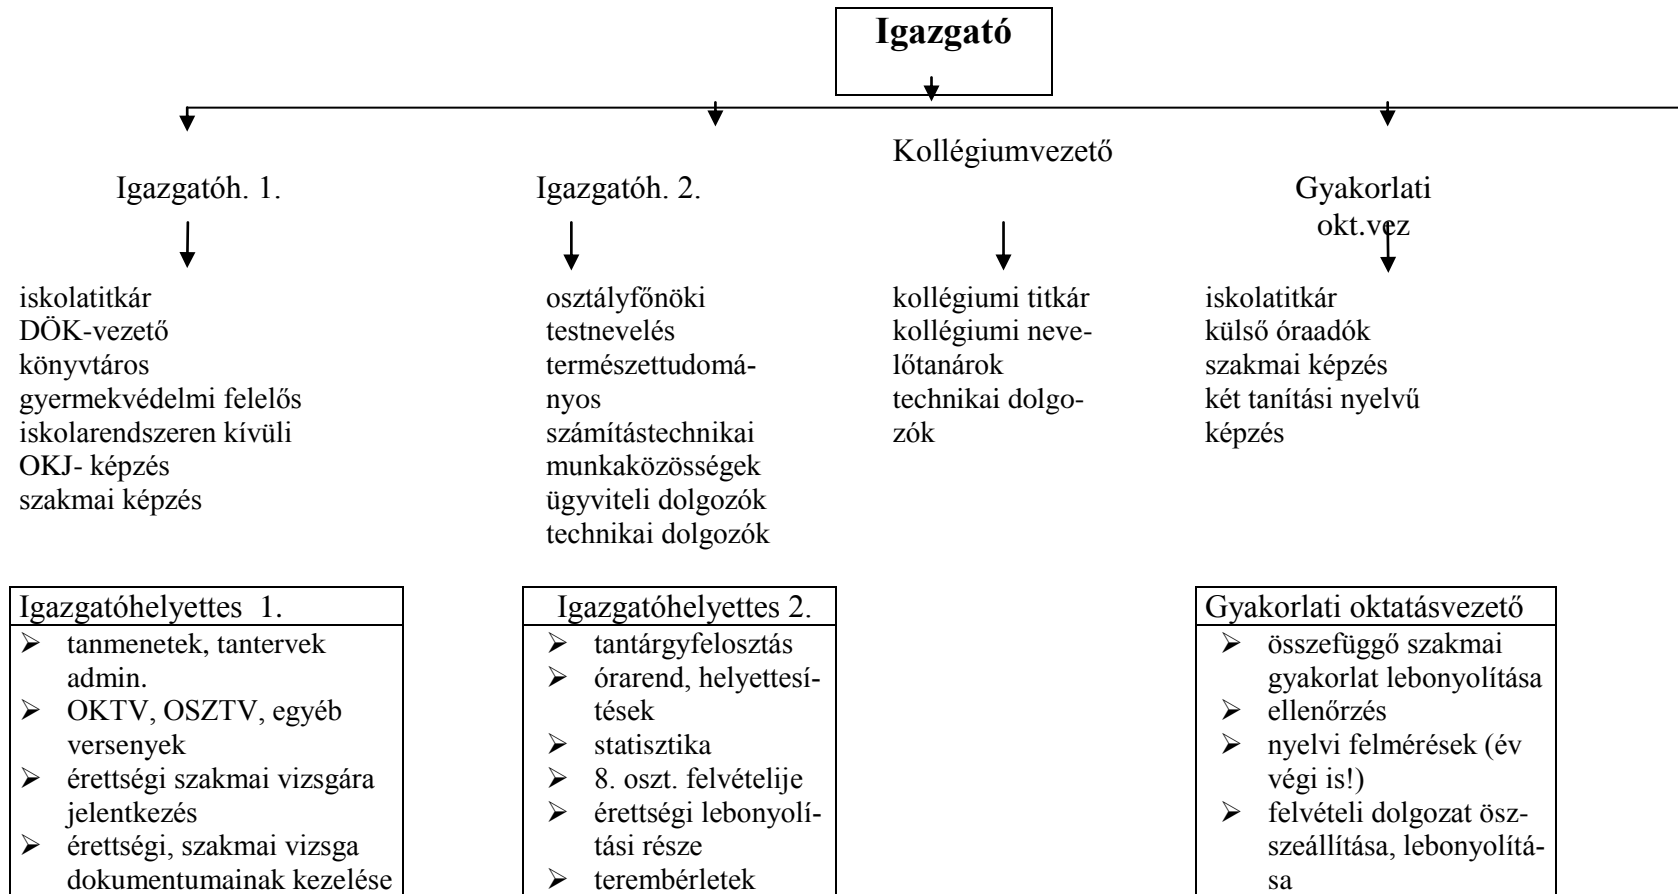 Igazgató
Kollégiumvezető
Igazgatóh. 1.
Igazgatóh. 2.
Gyakorlati
okt.vez
iskolatitkár
DÖK-vezető
könyvtáros
gyermekvédelmi felelős
iskolarendszeren kívüli
OKJ- képzés
szakmai képzés
osztályfőnöki
testnevelés
természettudomá-
nyos
számítástechnikai
munkaközösségek
ügyviteli dolgozók
technikai dolgozók
kollégiumi titkár
kollégiumi neve-
lőtanárok
technikai dolgo-
zók
iskolatitkár
külső óraadók
szakmai képzés
két tanítási nyelvű
képzés
Igazgatóhelyettes 1.
➢ tanmenetek, tantervek
admin.
➢ OKTV, OSZTV, egyéb
versenyek
➢ érettségi szakmai vizsgára
jelentkezés
➢ érettségi, szakmai vizsga
dokumentumainak kezelése
Igazgatóhelyettes 2.
➢ tantárgyfelosztás
➢ órarend, helyettesí-
tések
➢ statisztika
➢ 8. oszt. felvételije
➢ érettségi lebonyolí-
tási része
➢ terembérletek
Gyakorlati oktatásvezető
➢ összefüggő szakmai
gyakorlat lebonyolítása
➢ ellenőrzés
➢ nyelvi felmérések (év
végi is!)
➢ felvételi dolgozat ösz-
szeállítása, lebonyolítá-
sa